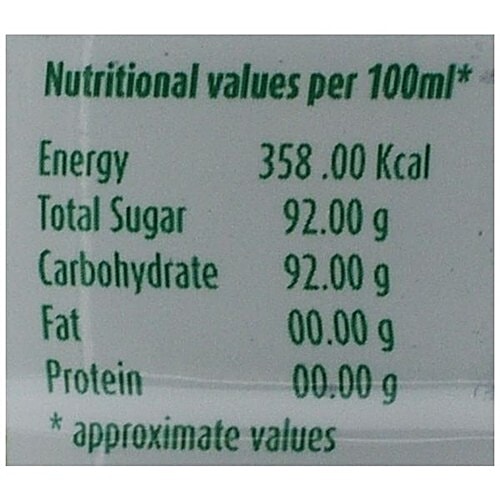 Nutritional values per 100ml*
Energy 358 .00 Kcal
Total Sugar 92.00 g
Carbohydrate 92.00 g
Fat 00.00 g
Protein 00.00 g
* approximate values